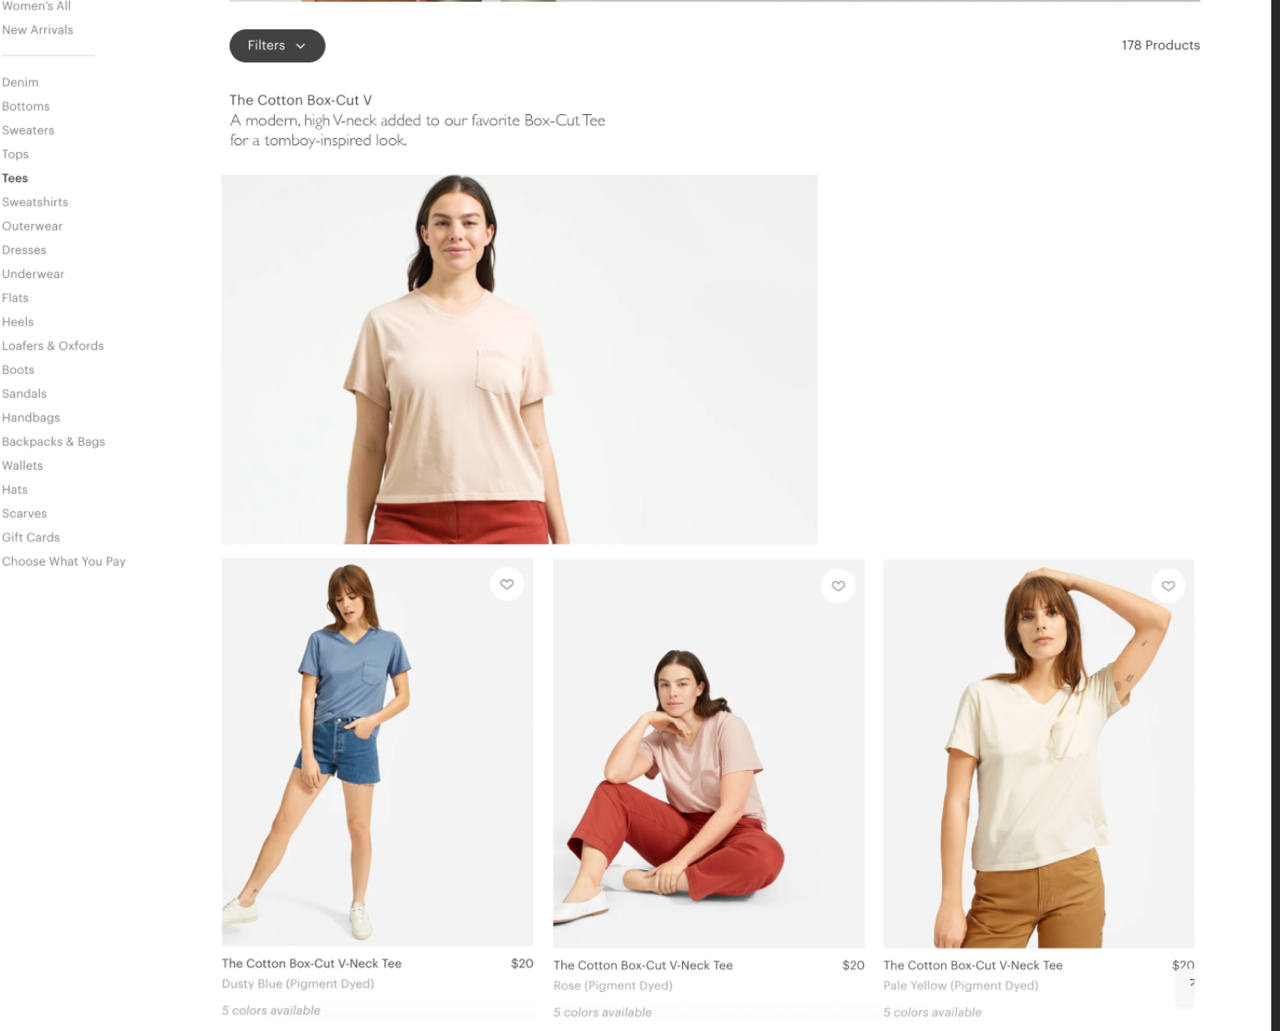 Women's All
New Arrivals
Denim
Bottoms
Sweaters
Tops
Tees
Sweatshirts
Outerwear
Dresses
Underwear
Flats
Heels
Loafers & Oxfords
Boots
Sandals
Handbags
Backpacks & Bags
Wallets
Hats
Scarves
Gift Cards
Choose What You Pay
Filters
178 Products
The Cotton Box-Cut V
A modern, high V-neck added to our favorite Box-Cut Tee
for a tomboy-inspired look.
The Cotton Box-Cut V-Neck Tee $20
Dusty Blue (Pigment Dyed)
5 colors available
The Cotton Box-Cut V-Neck Tee $20
Rose (Pigment Dyed)
5 colors available
The Cotton Box-Cut V-Neck Tee $20
Pale Yellow (Pigment Dyed)
5 colors available